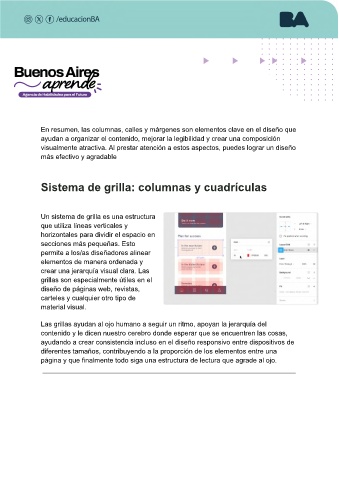 /educacionBA
BA
Buenos Aires
aprende
Agencia de Habilidades para el Futuro
En resumen, las columnas, calles y márgenes son elementos clave en el diseño que
ayudan a organizar el contenido, mejorar la legibilidad y crear una composición
visualmente atractiva. Al prestar atención a estos aspectos, puedes lograr un diseño
más efectivo y agradable
Sistema de grilla: columnas y cuadrículas
Un sistema de grilla es una estructura
que utiliza líneas verticales y
horizontales para dividir el espacio en
secciones más pequeñas. Esto
permite a los/as diseñadores alinear
elementos de manera ordenada y
crear una jerarquía visual clara. Las
grillas son especialmente útiles en el
diseño de páginas web, revistas,
carteles y cualquier otro tipo de
material visual.
Las grillas ayudan al ojo humano a seguir un ritmo, apoyan la jerarquía del
contenido y le dicen nuestro cerebro donde esperar que se encuentren las cosas,
ayudando a crear consistencia incluso en el diseño responsivo entre dispositivos de
diferentes tamaños, contribuyendo a la proporción de los elementos entre una
página y que finalmente todo siga una estructura de lectura que agrade al ojo.